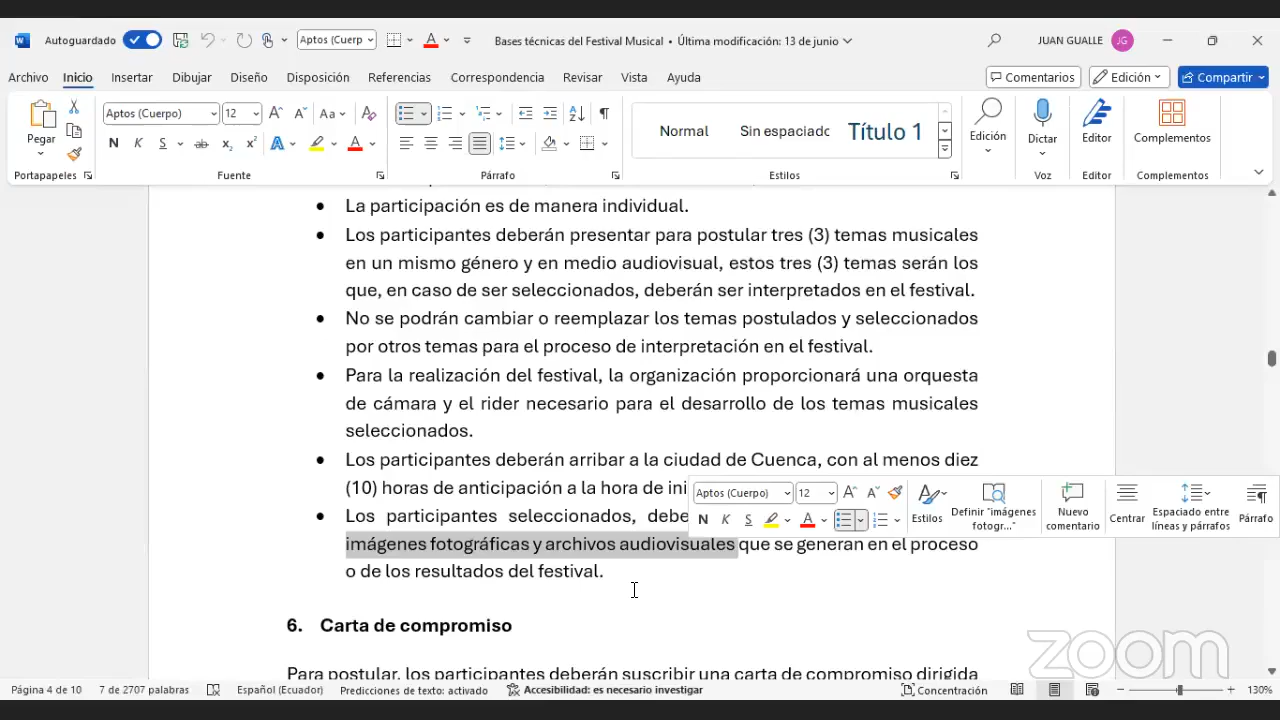 Autoguardado
Aptos (Cuerp
Bases técnicas del Festival Musical • Última modificación: 13 de junio
JUAN GUALLE JG
Archivo Inicio Insertar Dibujar Diseño Disposición Referencias Correspondencia Revisar Vista Ayuda
Comentarios Edición Compartir
Pegar
Portapapeles
Aptos (Cuerpo) 12
Fuente
Párrafo
Normal Sin espaciado Título 1
Estilos
Edición
Dictar
Voz
Editor
Editor
Complementos
Complementos
• La participación es de manera individual.
• Los participantes deberán presentar para postular tres (3) temas musicales
en un mismo género y en medio audiovisual, estos tres (3) temas serán los
que, en caso de ser seleccionados, deberán ser interpretados en el festival.
• No se podrán cambiar o reemplazar los temas postulados y seleccionados
por otros temas para el proceso de interpretación en el festival.
• Para la realización del festival, la organización proporcionará una orquesta
de cámara y el rider necesario para el desarrollo de los temas musicales
seleccionados.
• Los participantes deberán arribar a la ciudad de Cuenca, con al menos diez
(10) horas de anticipación a la hora de ini
• Los participantes seleccionados, debe
imágenes fotográficas y archivos audiovisuales que se generan en el proceso
o de los resultados del festival.
Aptos (Cuerpo) 12
N K S
Estilos
Definir "imágenes
fotogr..."
Nuevo
comentario
Centrar
Espaciado entre
líneas y párrafos
Párrafo
6. Carta de compromiso
Para postular, los participantes deberán suscribir una carta de compromiso dirigida
zoom
Página 4 de 10 7 de 2707 palabras Español (Ecuador) Predicciones de texto: activado Accesibilidad: es necesario investigar Concentración 130%